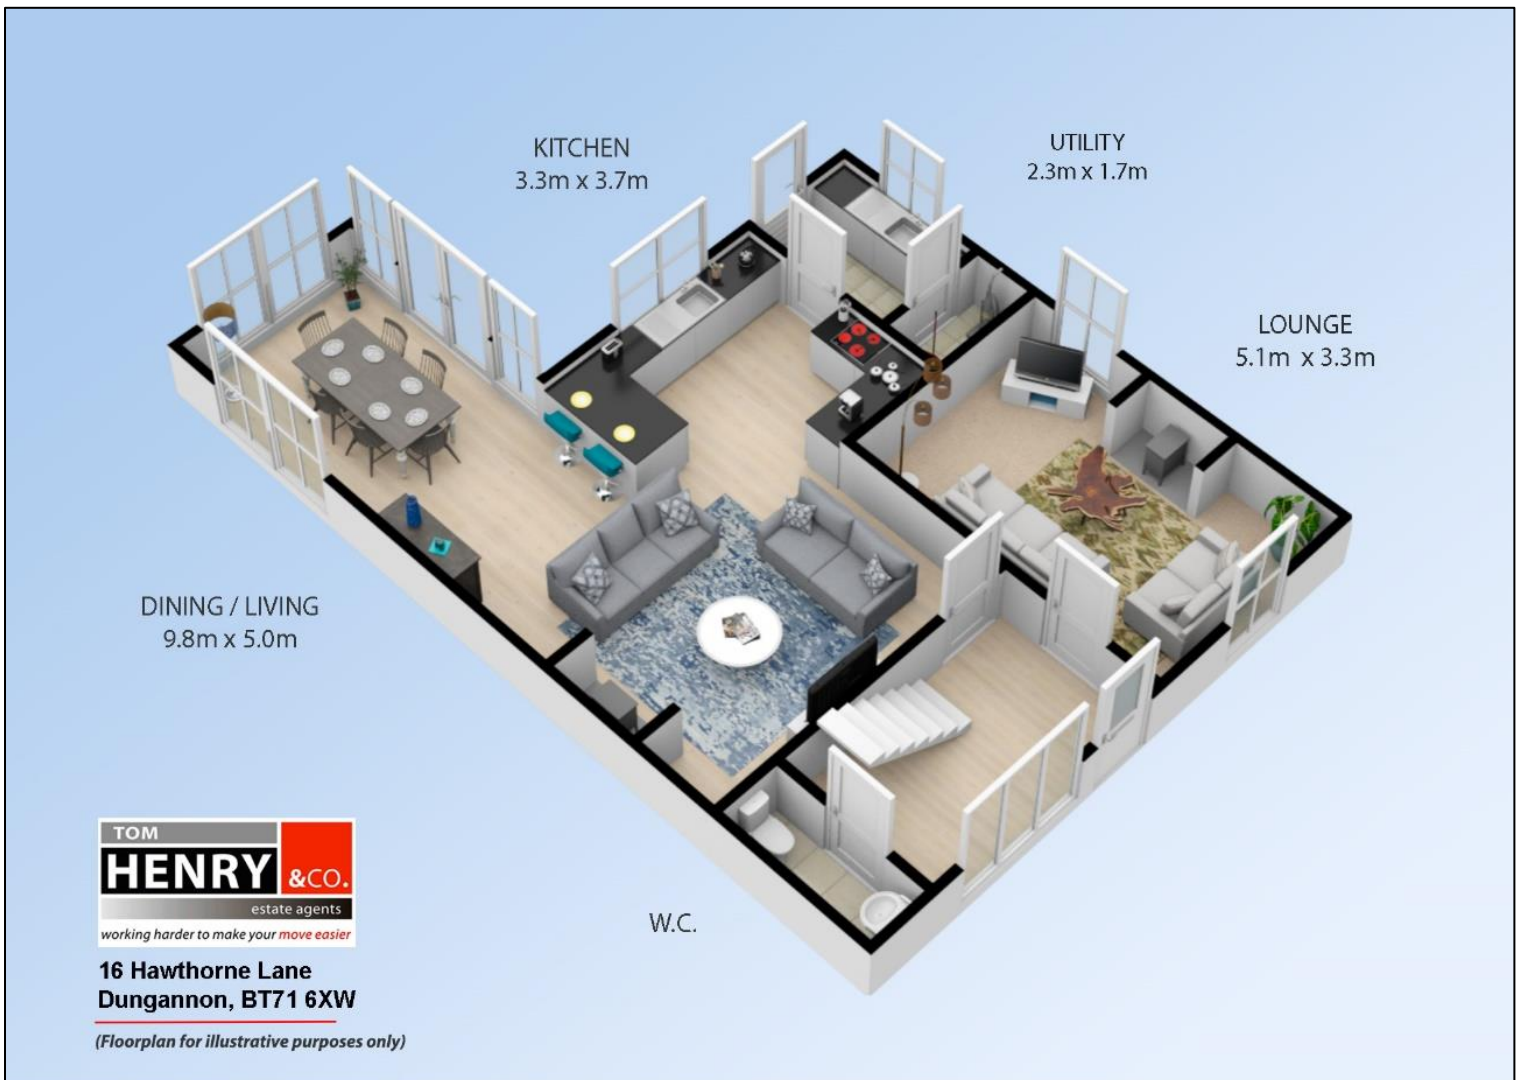 KITCHEN
3.3m x 3.7m
UTILITY
2.3m x 1.7m
LOUNGE
5.1m x 3.3m
DINING / LIVING
9.8m x 5.0m
W.C.
TOM
HENRY &CO.
estate agents
working harder to make your move easier
16 Hawthorne Lane
Dungannon, BT71 6XW
(Floorplan for illustrative purposes only)